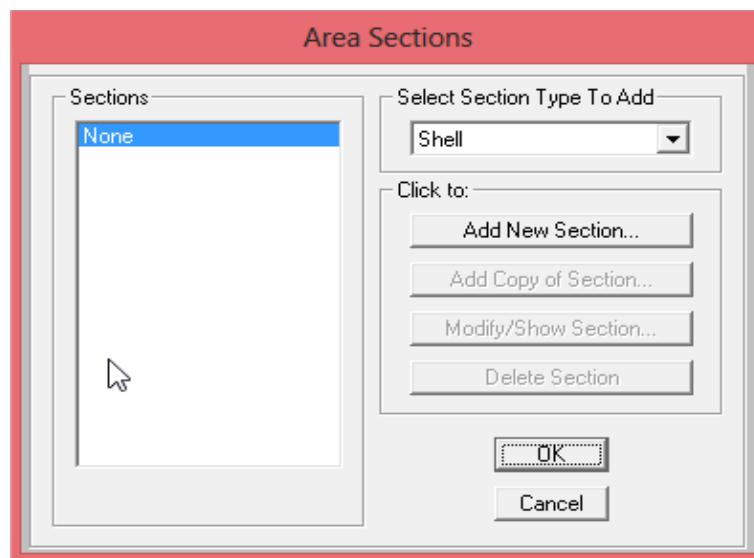 Area Sections
Sections
None
Select Section Type To Add
Shell
Click to:
Add New Section...
Add Copy of Section...
Modify/Show Section...
Delete Section
OK
Cancel